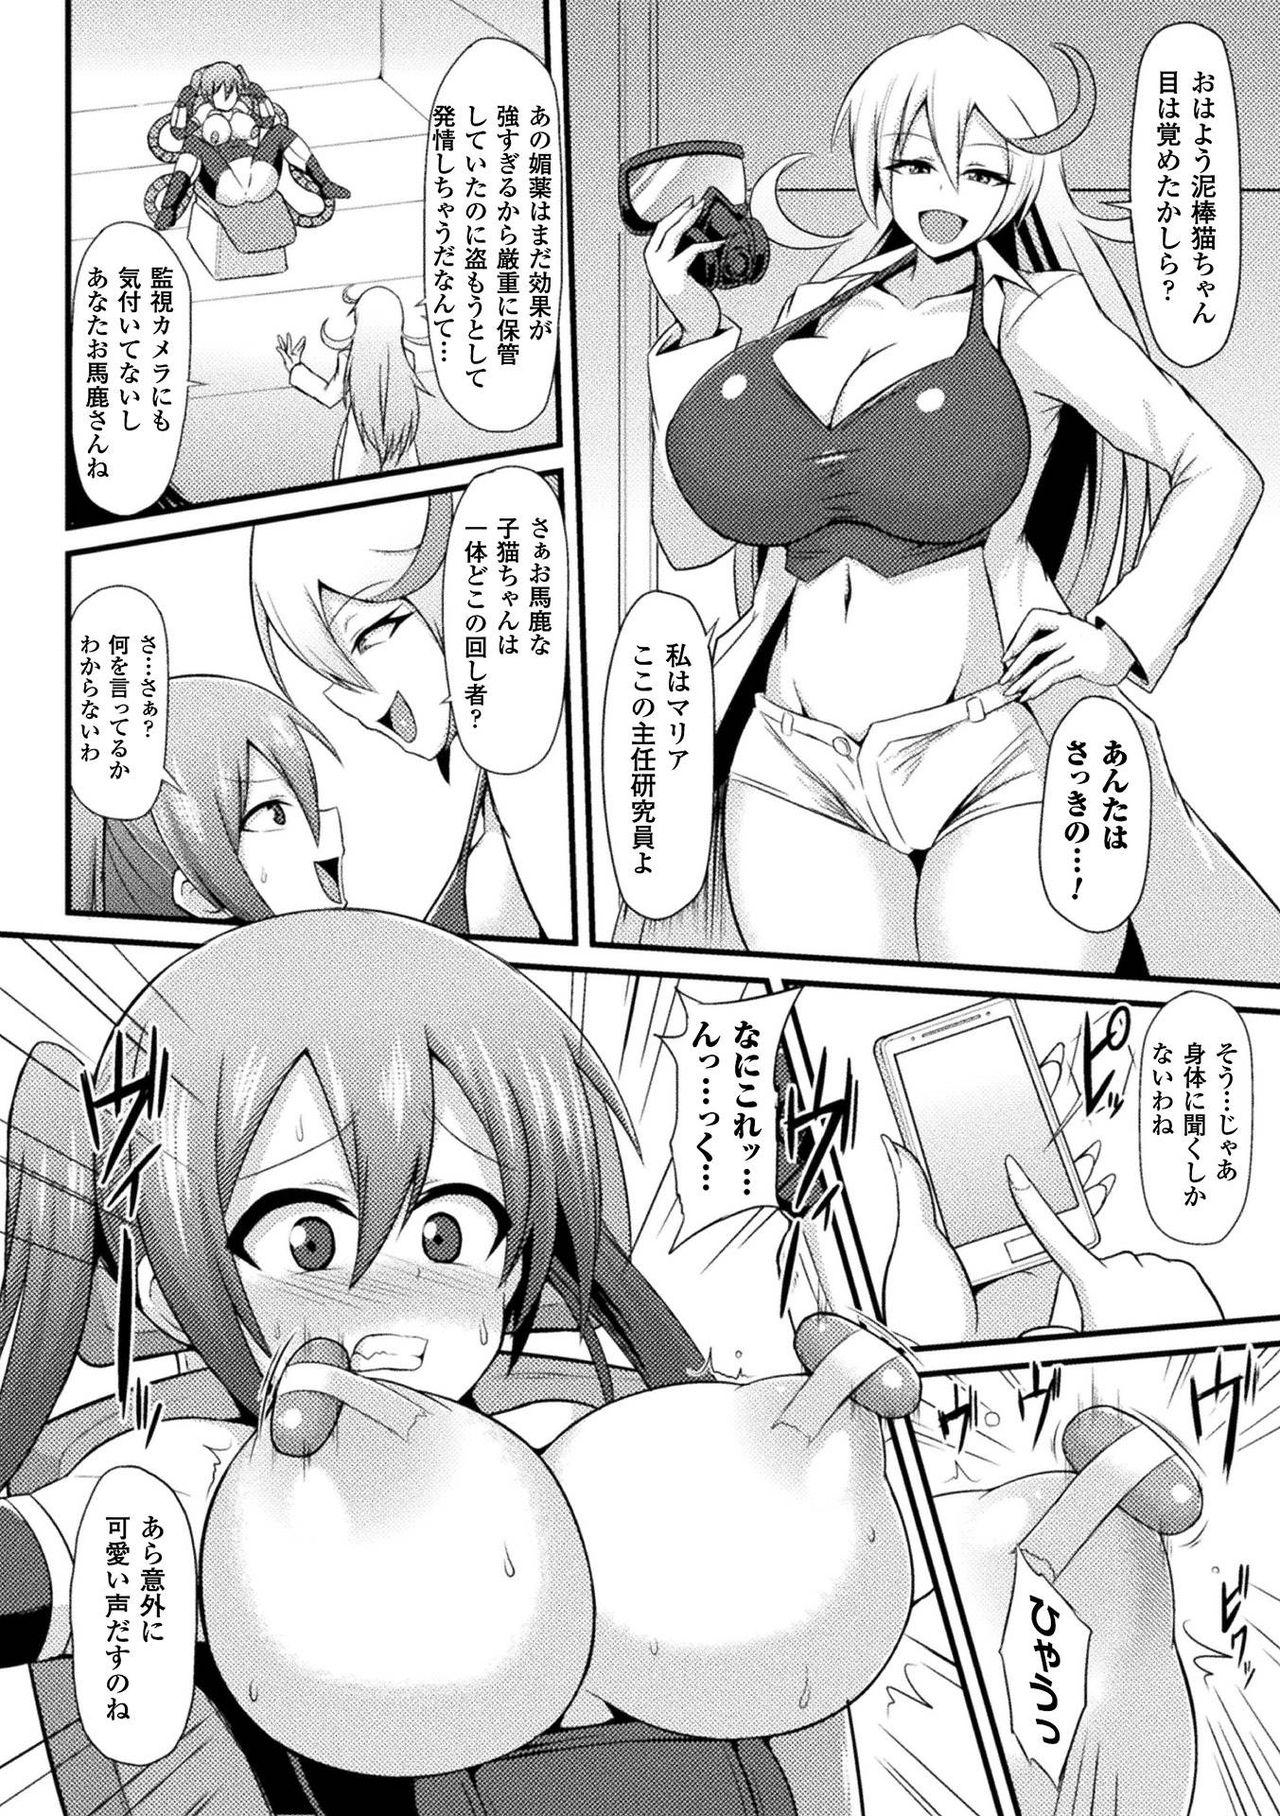 おはよう泥棒猫ちゃん
目は覚めたかしら？
あんたは
さっきの…！
私はマリア
ここの主任研究員よ
あの媚薬はまだ効果が
強すぎるから厳重に保管
していたのに盗もうとして
発情しちゃうだなんて…
監視カメラにも
気付いてないし
あなたお馬鹿さんね
さぁお馬鹿な
子猫ちゃんは
一体どこの回し者？
さ…さぁ？
何を言ってるか
わからないわ
そう…じゃあ
身体に聞くしか
ないわね
ピッ
なにこれッ…
んっ…っく…
ヴヴヴ
ヴヴヴ
ヴヴヴ
ビクッ
ひゃうっ
あら意外に
可愛い声だすのね